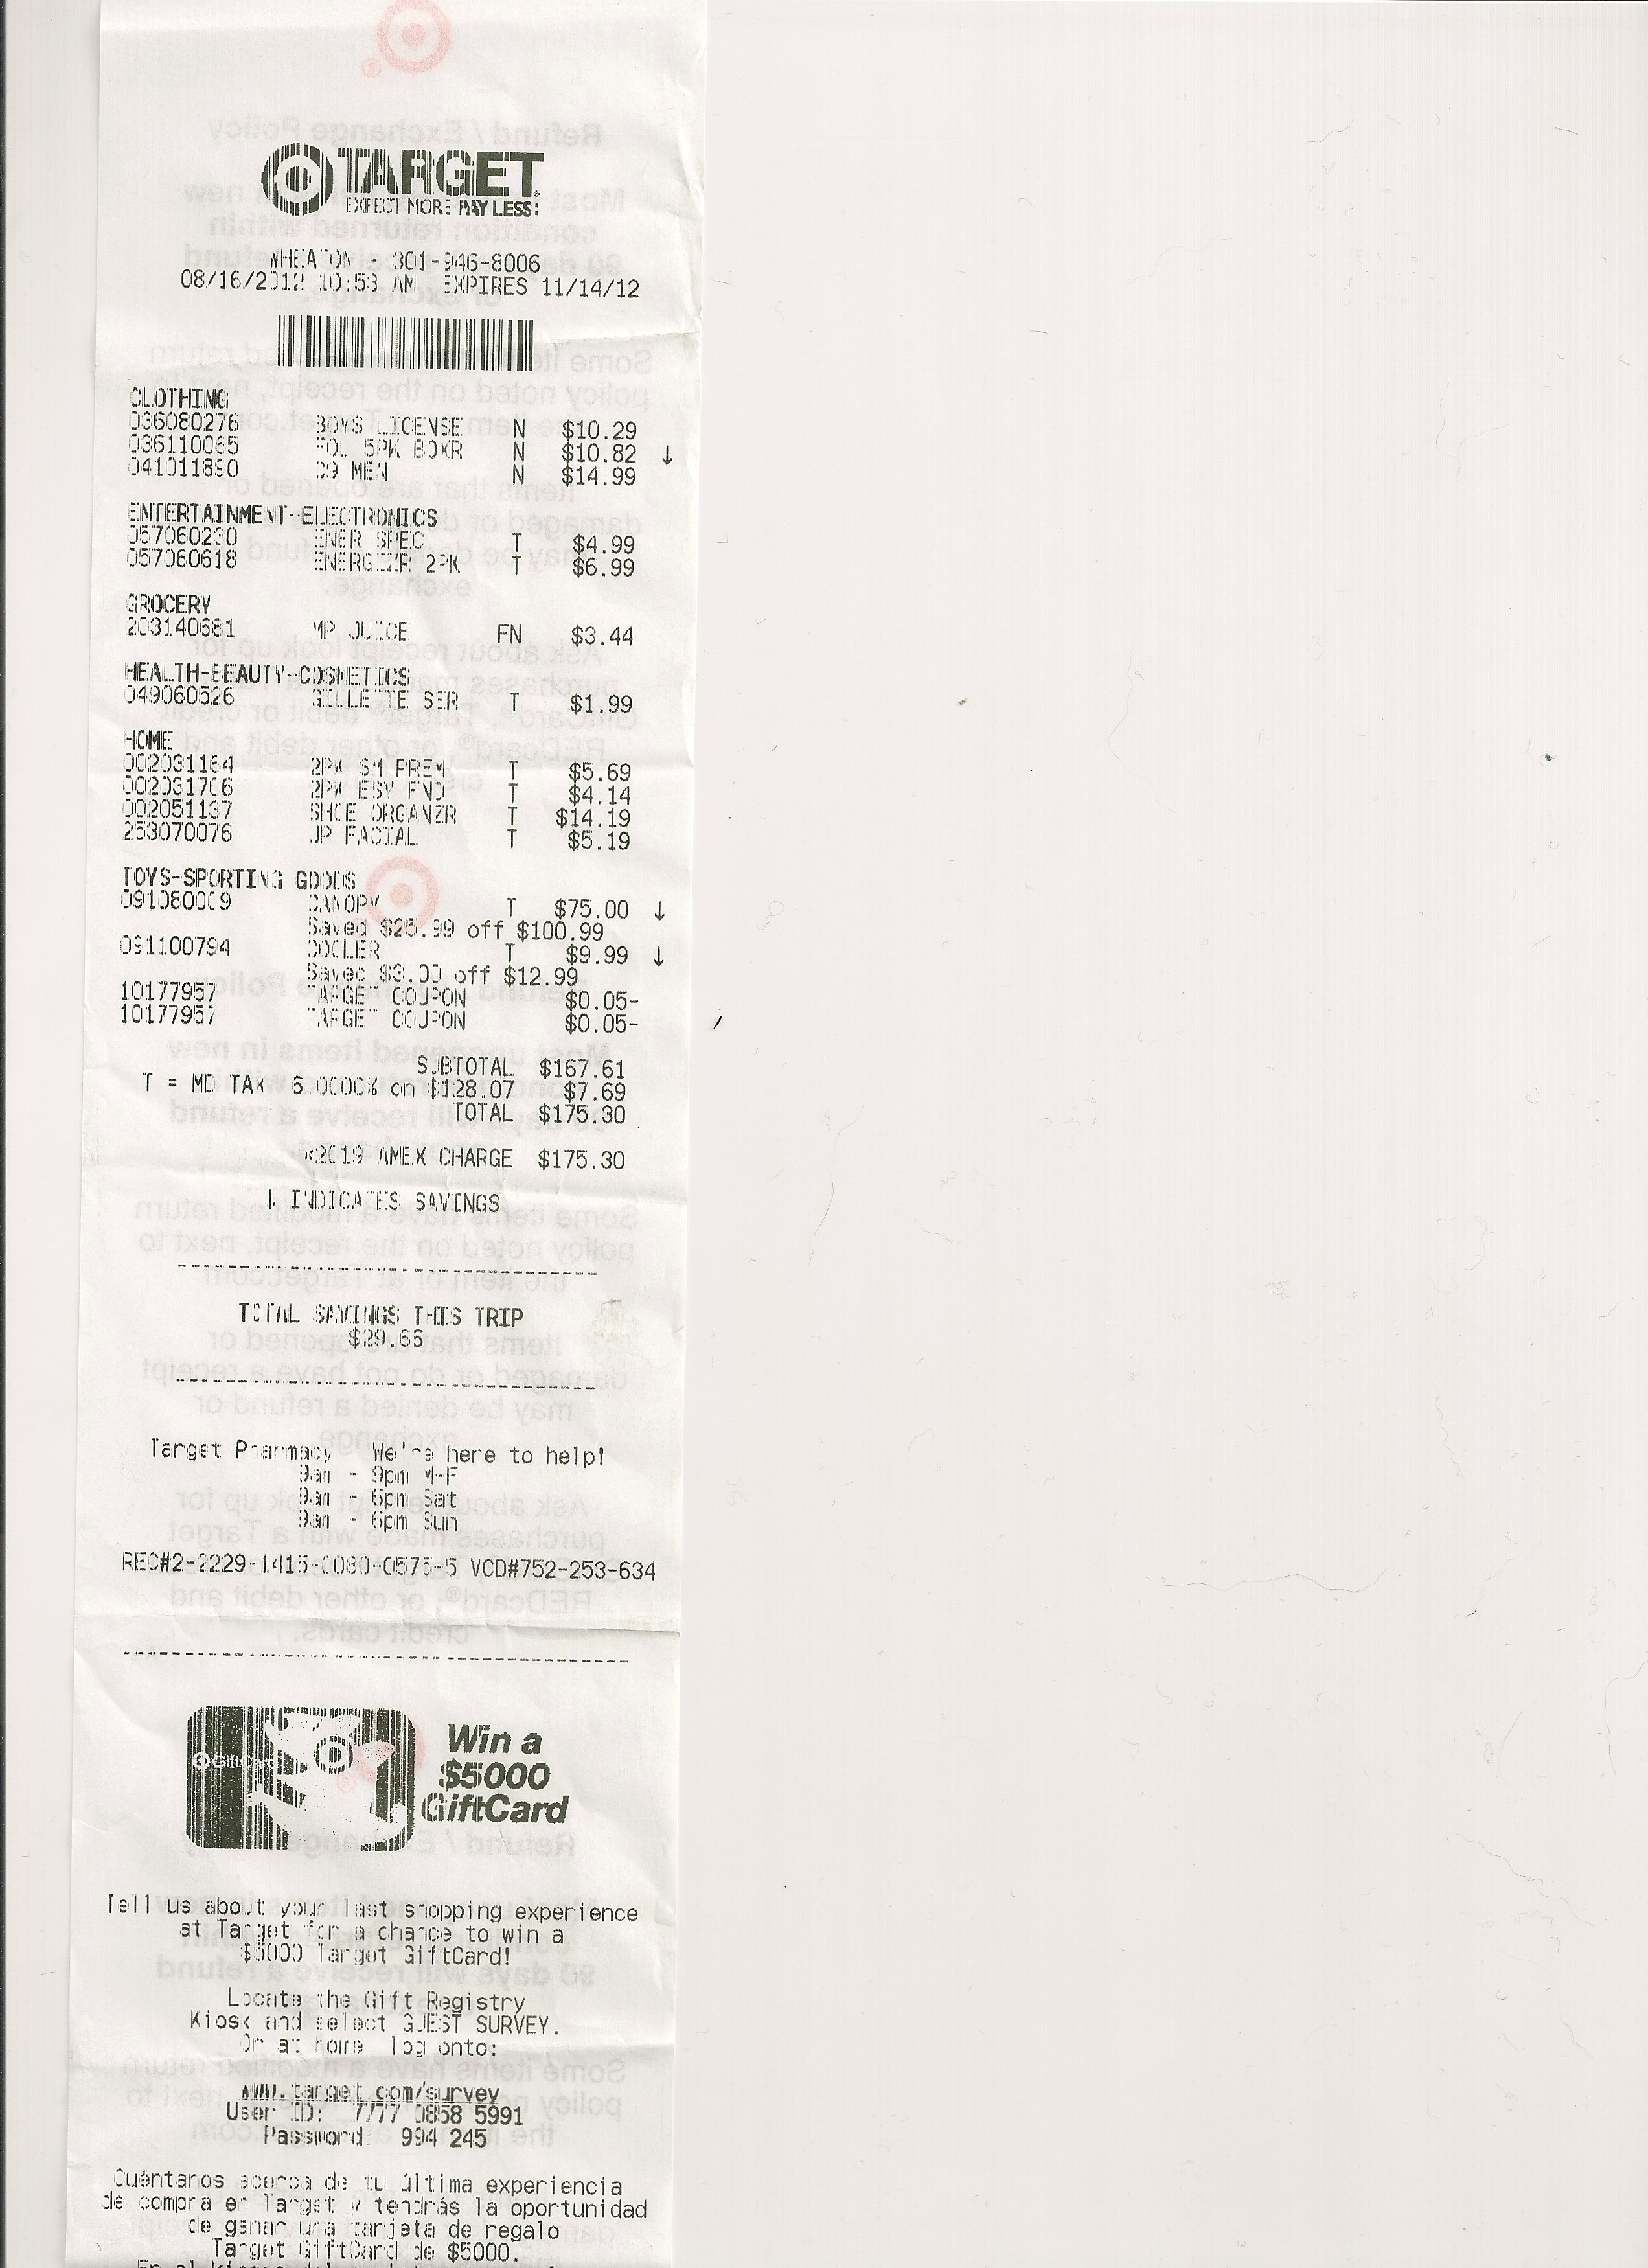 TARGET
EXPECT MORE PAY LESS.
WHEATON - 301-946-8006
08/16/2012 10:53 AM EXPIRES 11/14/12
CLOTHING
036080276 BOYS LICENSE N $10.29
036110065 FOL 5PK BOXR N $10.82 ↓
041011890 C9 MEN N $14.99
ENTERTAINMENT-ELECTRONICS
057060230 ENER SPEC T $4.99
057060618 ENERGIZR 2PK T $6.99
GROCERY
203140681 MP JUICE FN $3.44
HEALTH-BEAUTY-COSMETICS
049060526 GILLETTE SER T $1.99
HOME
002031164 2PK SM PREM T $5.69
002031706 2PK ESY FND T $4.14
002051137 SHOE ORGANZR T $14.19
253070076 UP FACIAL T $5.19
TOYS-SPORTING GOODS
091080009 CANOPY T $75.00 ↓
Saved $25.99 off $100.99
091100794 COOLER T $9.99 ↓
Saved $3.00 off $12.99
10177957 TARGET COUPON $0.05-
10177957 TARGET COUPON $0.05-
SUBTOTAL $167.61
T = MD TAX 6.0000% on $128.07 $7.69
TOTAL $175.30
*2019 AMEX CHARGE $175.30
↓ INDICATES SAVINGS
TOTAL SAVINGS THIS TRIP
$29.66
Target Pharmacy We're here to help!
9am - 9pm M-F
9am - 6pm Sat
9am - 6pm Sun
REC#2-2229-1415-0080-0575-5 VCD#752-253-634
GiftCard
Win a
$5000
GiftCard
Tell us about your last shopping experience
at Target for a chance to win a
$5000 Target GiftCard!
Locate the Gift Registry
Kiosk and select GUEST SURVEY.
Or at home, log onto:
www.target.com/survey
User ID: 7777 0858 5991
Password: 994 245
Cuéntanos acerca de tu última experiencia
de compra en Target y tendrás la oportunidad
de ganar una tarjeta de regalo
Target GiftCard de $5000.